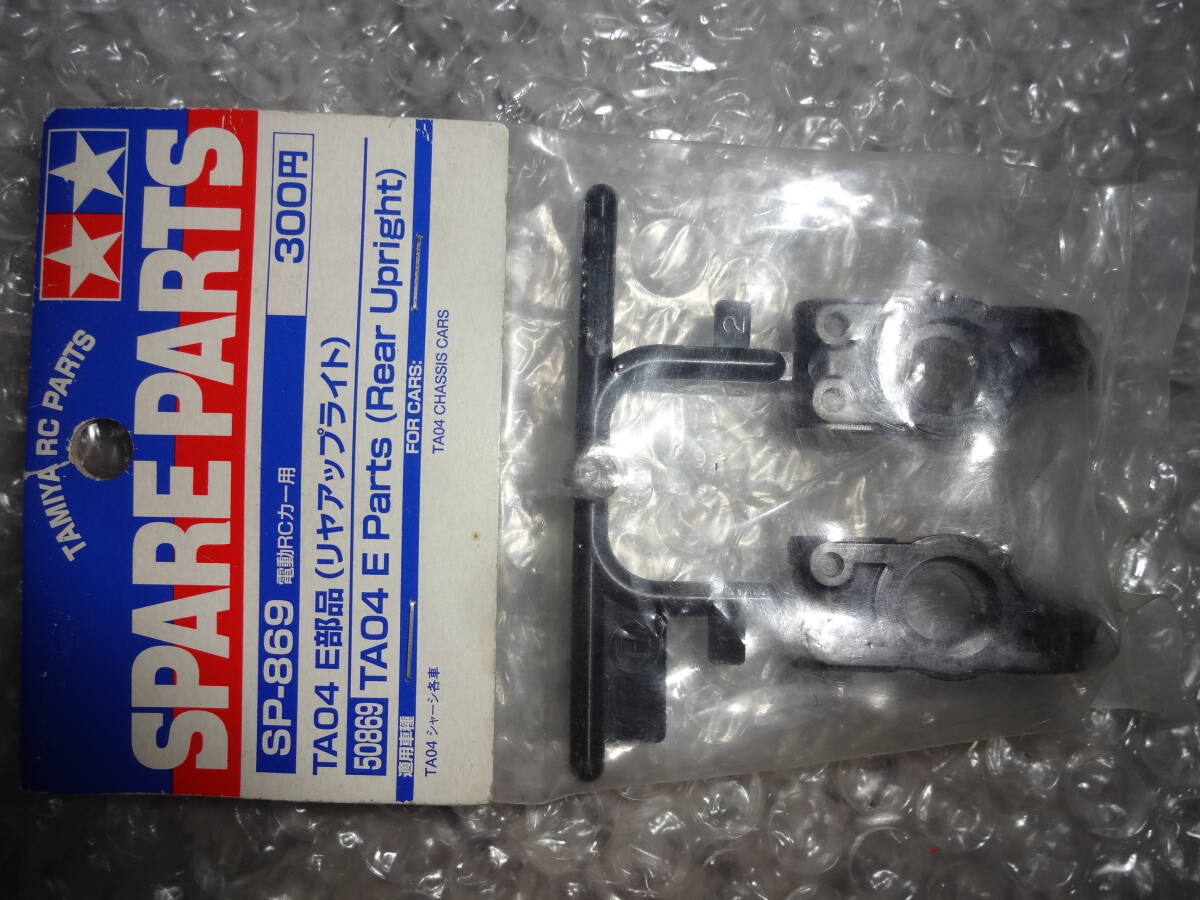 TAMIYA RC PARTS
SPARE PARTS
SP-869 電動RCカー用 300円
TA04 E部品 (リヤアップライト)
50869 TA04 E Parts (Rear Upright)
適用車種 FOR CARS:
TA04 シャーシ各車 TA04 CHASSIS CARS
2